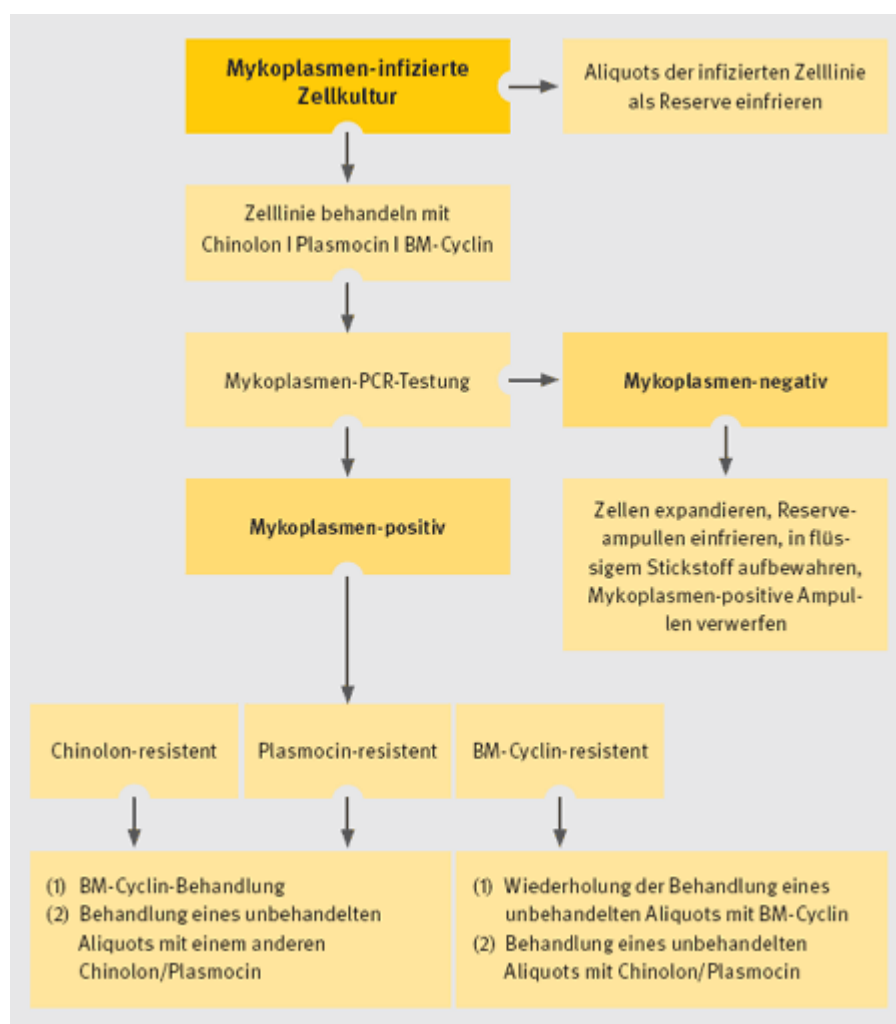 Mykoplasmen-infizierte
Zellkultur
Aliquots der infizierten Zelllinie
als Reserve einfrieren
Zelllinie behandeln mit
Chinolon I Plasmocin I BM-Cyclin
Mykoplasmen-PCR-Testung
Mykoplasmen-negativ
Mykoplasmen-positiv
Zellen expandieren, Reserve-
ampullen einfrieren, in flüs-
sigem Stickstoff aufbewahren,
Mykoplasmen-positive Ampul-
len verwerfen
Chinolon-resistent
Plasmocin-resistent
BM-Cyclin-resistent
(1) BM-Cyclin-Behandlung
(2) Behandlung eines unbehandelten
Aliquots mit einem anderen
Chinolon/Plasmocin
(1) Wiederholung der Behandlung eines
unbehandelten Aliquots mit BM-Cyclin
(2) Behandlung eines unbehandelten
Aliquots mit Chinolon/Plasmocin